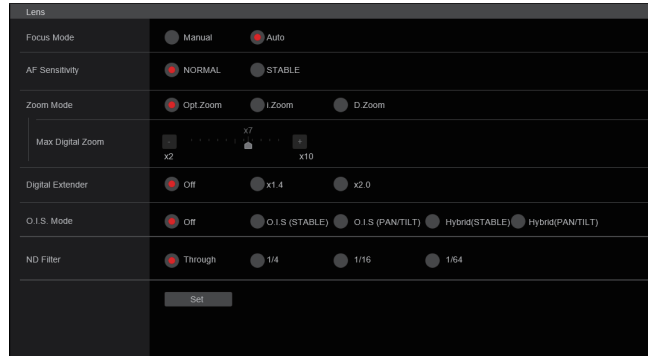 Lens
Focus Mode Manual Auto
AF Sensitivity NORMAL STABLE
Zoom Mode Opt.Zoom i.Zoom D.Zoom
x7
Max Digital Zoom - +
x2 x10
Digital Extender Off x1.4 x2.0
O.I.S. Mode Off O.I.S (STABLE) O.I.S (PAN/TILT) Hybrid(STABLE) Hybrid(PAN/TILT)
ND Filter Through 1/4 1/16 1/64
Set